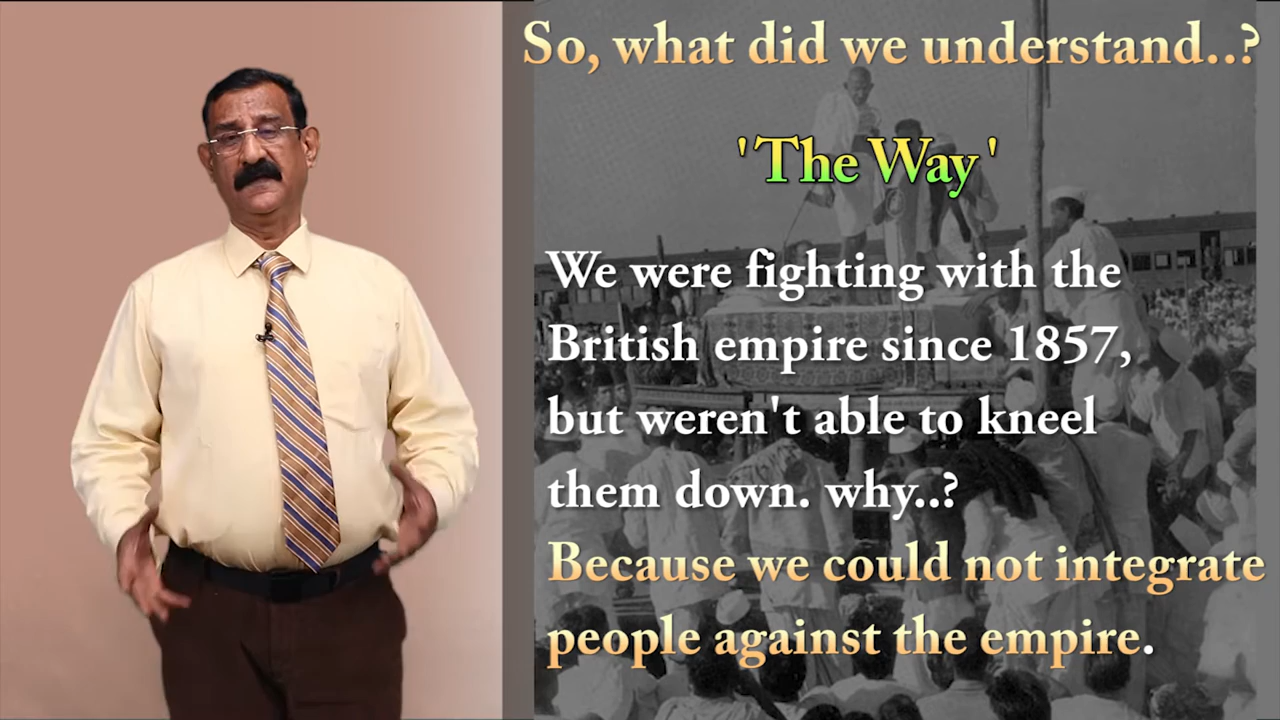 So, what did we understand..?
'The Way'
We were fighting with the
British empire since 1857,
but weren't able to kneel
them down. why..?
Because we could not integrate
people against the empire.